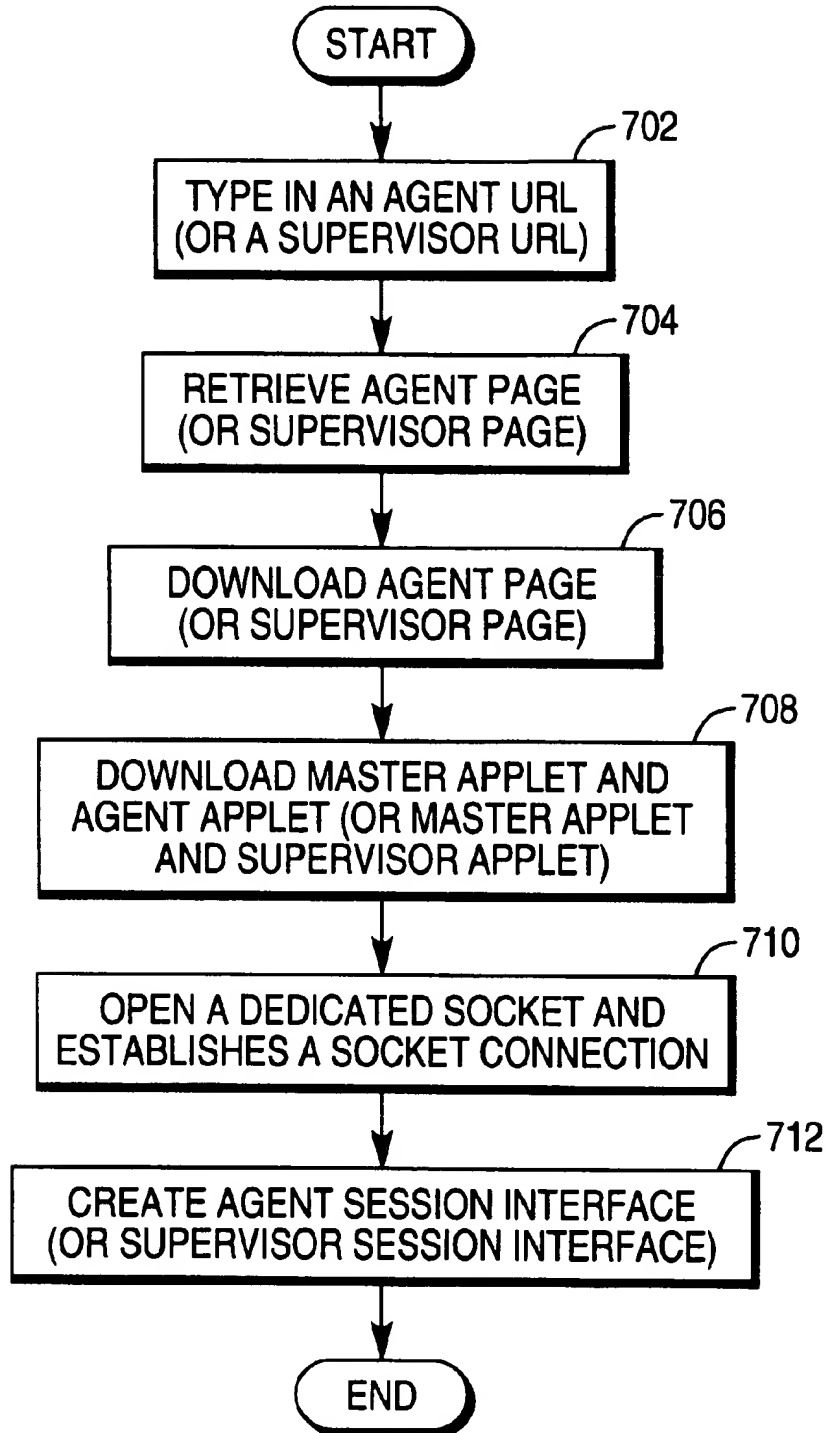 START
702
TYPE IN AN AGENT URL
(OR A SUPERVISOR URL)
704
RETRIEVE AGENT PAGE
(OR SUPERVISOR PAGE)
706
DOWNLOAD AGENT PAGE
(OR SUPERVISOR PAGE)
708
DOWNLOAD MASTER APPLET AND
AGENT APPLET (OR MASTER APPLET
AND SUPERVISOR APPLET)
710
OPEN A DEDICATED SOCKET AND
ESTABLISHES A SOCKET CONNECTION
712
CREATE AGENT SESSION INTERFACE
(OR SUPERVISOR SESSION INTERFACE)
END